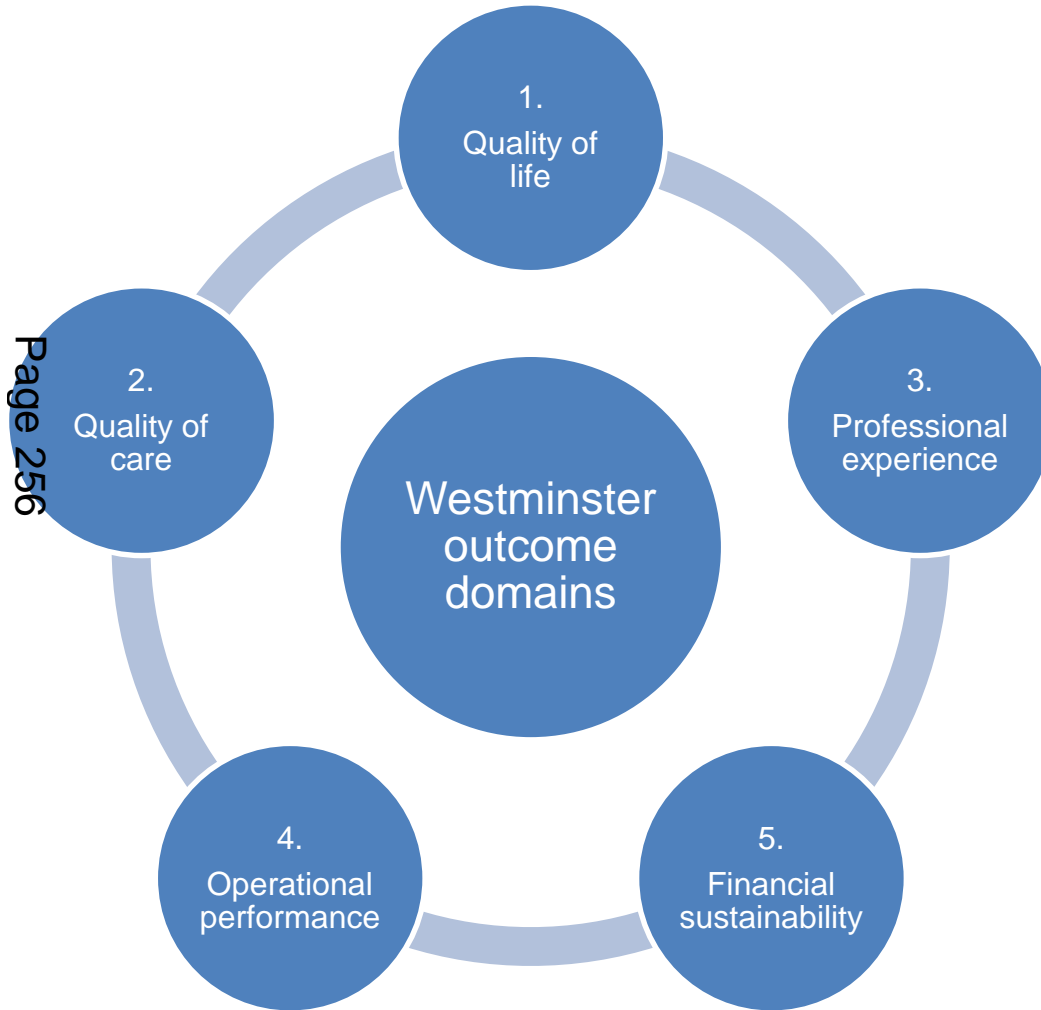 1.
Quality of
life
2.
Quality of
care
3.
Professional
experience
Westminster
outcome
domains
4.
Operational
performance
5.
Financial
sustainability
Page 256